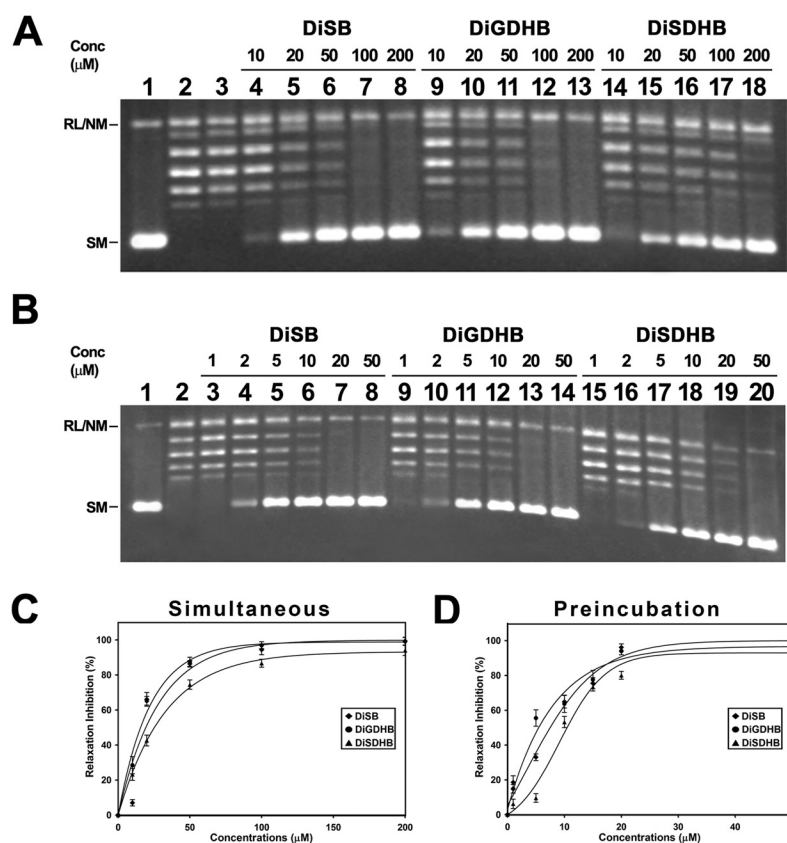 A
DiSB DiGDHB DiSDHB
Conc (μM) 10 20 50 100 200 10 20 50 100 200 10 20 50 100 200
1 2 3 4 5 6 7 8 9 10 11 12 13 14 15 16 17 18
RL/NM
SM
B
DiSB DiGDHB DiSDHB
Conc (μM) 1 2 5 10 20 50 1 2 5 10 20 50 1 2 5 10 20 50
1 2 3 4 5 6 7 8 9 10 11 12 13 14 15 16 17 18 19 20
RL/NM
SM
C
Simultaneous
Relaxation Inhibition (%)
100
80
60
40
20
0
DiSB
DiGDHB
DiSDHB
0 50 100 150 200
Concentrations (μM)
D
Preincubation
Relaxation Inhibition (%)
100
80
60
40
20
0
DiSB
DiGDHB
DiSDHB
0 10 20 30 40
Concentrations (μM)